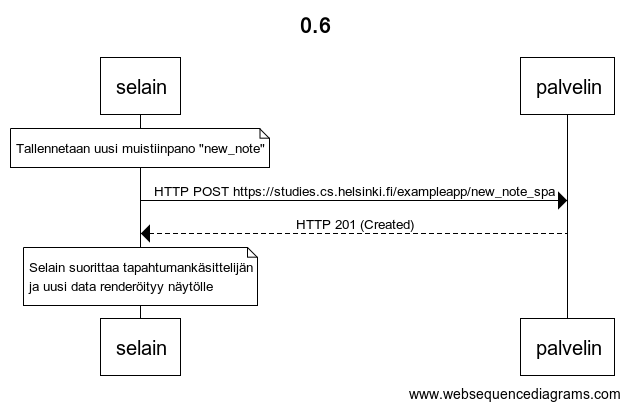 0.6
selain
palvelin
Tallennetaan uusi muistiinpano "new_note"
HTTP POST https://studies.cs.helsinki.fi/exampleapp/new_note_spa
HTTP 201 (Created)
Selain suorittaa tapahtumankäsittelijän
ja uusi data renderöityy näytölle
selain
palvelin
www.websequencediagrams.com